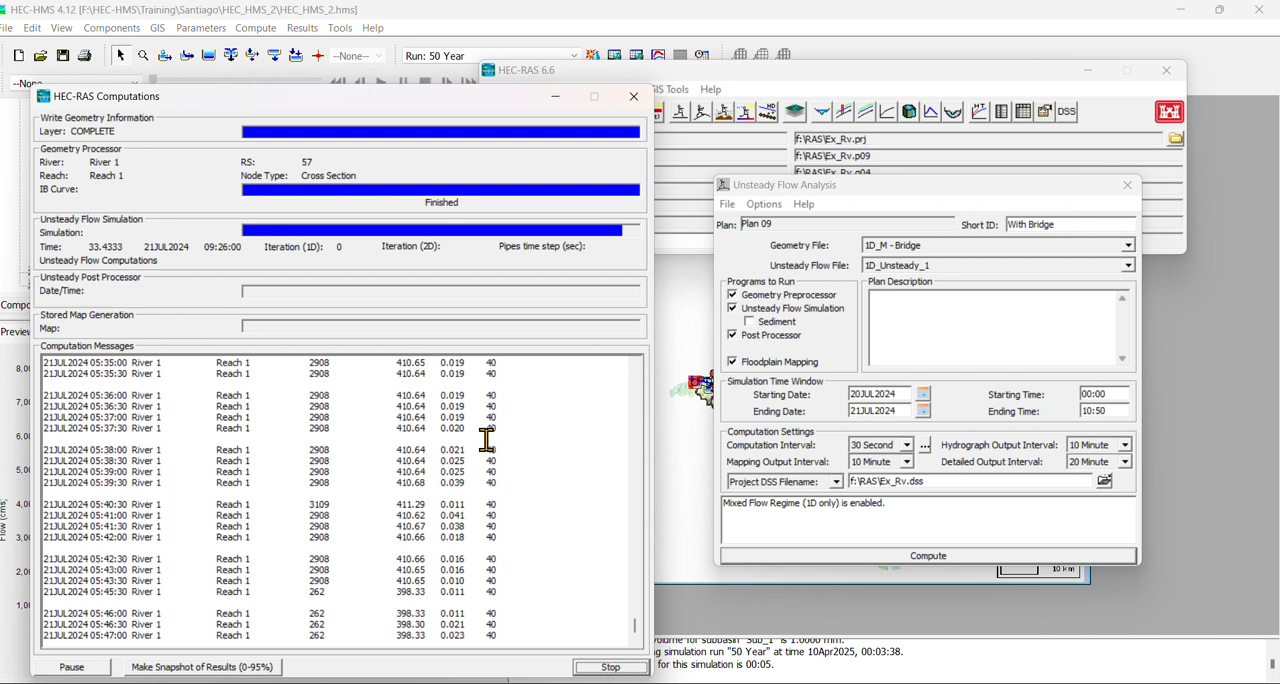 HEC-HMS 4.12 [F:\HEC-HMS\Training\Santiago\HEC_HMS_2\HEC_HMS_2.hms]
File Edit View Components GIS Parameters Compute Results Tools Help
--None--
Run: 50 Year
--None--
HEC-RAS 6.6
GIS Tools Help
DSS
f:\RAS\Ex_Rv.prj
f:\RAS\Ex_Rv.p09
f:\RAS\Ex_Rv.g04
HEC-RAS Computations
Write Geometry Information
Layer: COMPLETE
Geometry Processor
River: River 1 RS: 57
Reach: Reach 1 Node Type: Cross Section
IB Curve:
Finished
Unsteady Flow Simulation
Simulation:
Time: 33.4333 21JUL2024 09:26:00 Iteration (1D): 0 Iteration (2D): Pipes time step (sec):
Unsteady Flow Computations
Unsteady Post Processor
Date/Time:
Stored Map Generation
Map:
Computation Messages
21JUL2024 05:35:00 River 1 Reach 1 2908 410.65 0.019 40
21JUL2024 05:35:30 River 1 Reach 1 2908 410.65 0.019 40
21JUL2024 05:36:00 River 1 Reach 1 2908 410.64 0.019 40
21JUL2024 05:36:30 River 1 Reach 1 2908 410.64 0.019 40
21JUL2024 05:37:00 River 1 Reach 1 2908 410.64 0.019 40
21JUL2024 05:37:30 River 1 Reach 1 2908 410.64 0.020
21JUL2024 05:38:00 River 1 Reach 1 2908 410.64 0.021 40
21JUL2024 05:38:30 River 1 Reach 1 2908 410.64 0.025 40
21JUL2024 05:39:00 River 1 Reach 1 2908 410.64 0.025 40
21JUL2024 05:39:30 River 1 Reach 1 2908 410.68 0.039 40
21JUL2024 05:40:30 River 1 Reach 1 3109 411.29 0.011 40
21JUL2024 05:41:00 River 1 Reach 1 2908 410.62 0.041 40
21JUL2024 05:41:30 River 1 Reach 1 2908 410.67 0.038 40
21JUL2024 05:42:00 River 1 Reach 1 2908 410.66 0.018 40
21JUL2024 05:42:30 River 1 Reach 1 2908 410.66 0.016 40
21JUL2024 05:43:00 River 1 Reach 1 2908 410.65 0.016 40
21JUL2024 05:43:30 River 1 Reach 1 2908 410.65 0.010 40
21JUL2024 05:45:30 River 1 Reach 1 262 398.33 0.011 40
21JUL2024 05:46:00 River 1 Reach 1 262 398.33 0.011 40
21JUL2024 05:46:30 River 1 Reach 1 262 398.30 0.021 40
21JUL2024 05:47:00 River 1 Reach 1 262 398.33 0.023 40
Pause Make Snapshot of Results (0-95%) Stop
Unsteady Flow Analysis
File Options Help
Plan: Plan 09 Short ID: With Bridge
Geometry File: 1D_M - Bridge
Unsteady Flow File: 1D_Unsteady_1
Programs to Run
Geometry Preprocessor
Unsteady Flow Simulation
Sediment
Post Processor
Floodplain Mapping
Plan Description
Simulation Time Window
Starting Date: 20JUL2024 Starting Time: 00:00
Ending Date: 21JUL2024 Ending Time: 10:50
Computation Settings
Computation Interval: 30 Second ... Hydrograph Output Interval: 10 Minute
Mapping Output Interval: 10 Minute Detailed Output Interval: 20 Minute
Project DSS Filename: f:\RAS\Ex_Rv.dss
Mixed Flow Regime (1D only) is enabled.
Compute
10 km
Flow (cms)
volume for subbasin "Sub_1" is 1.0000 mm.
simulation run "50 Year" at time 10Apr2025, 00:03:38.
for this simulation is 00:05.